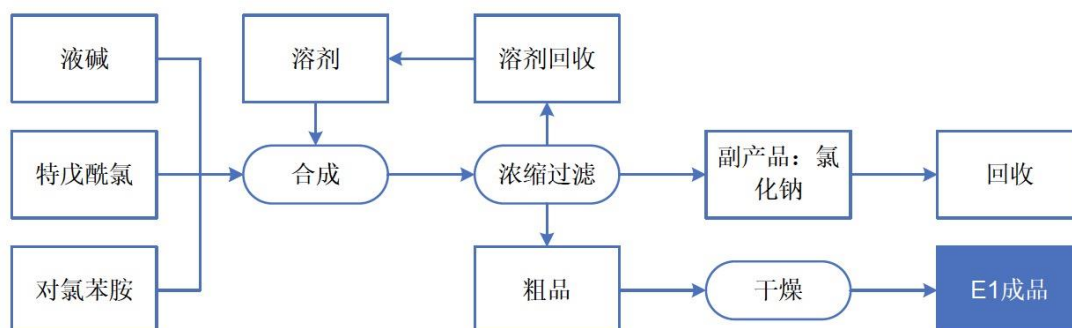 液碱
溶剂
溶剂回收
特戊酰氯
合成
浓缩过滤
副产品：氯
化钠
回收
对氯苯胺
粗品
干燥
E1成品